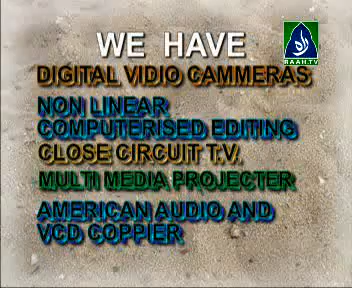 WE HAVE
راہ
RAAH.TV
DIGITAL VIDIO CAMMERAS
NON LINEAR
COMPUTERISED EDITING
CLOSE CIRCUIT T.V.
MULTI MEDIA PROJECTER
AMERICAN AUDIO AND
VCD COPPIER